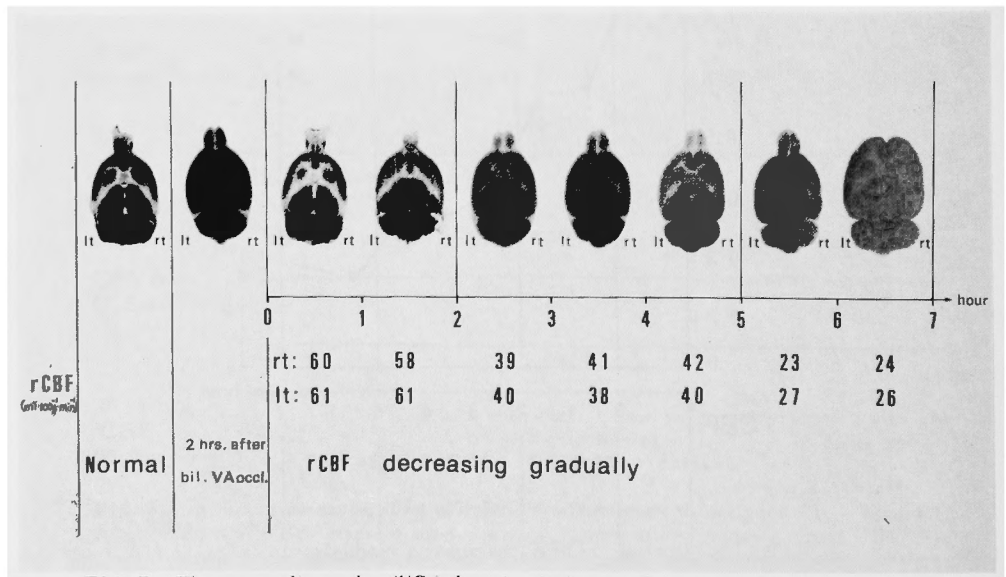 lt rt lt rt lt rt lt rt lt rt lt rt lt rt lt rt lt rt
hour
0 1 2 3 4 5 6 7
rt: 60 58 39 41 42 23 24
rCBF
lt: 61 61 40 38 40 27 26
Normal
2 hrs. after
bil. VAoccl.
rCBF decreasing gradually